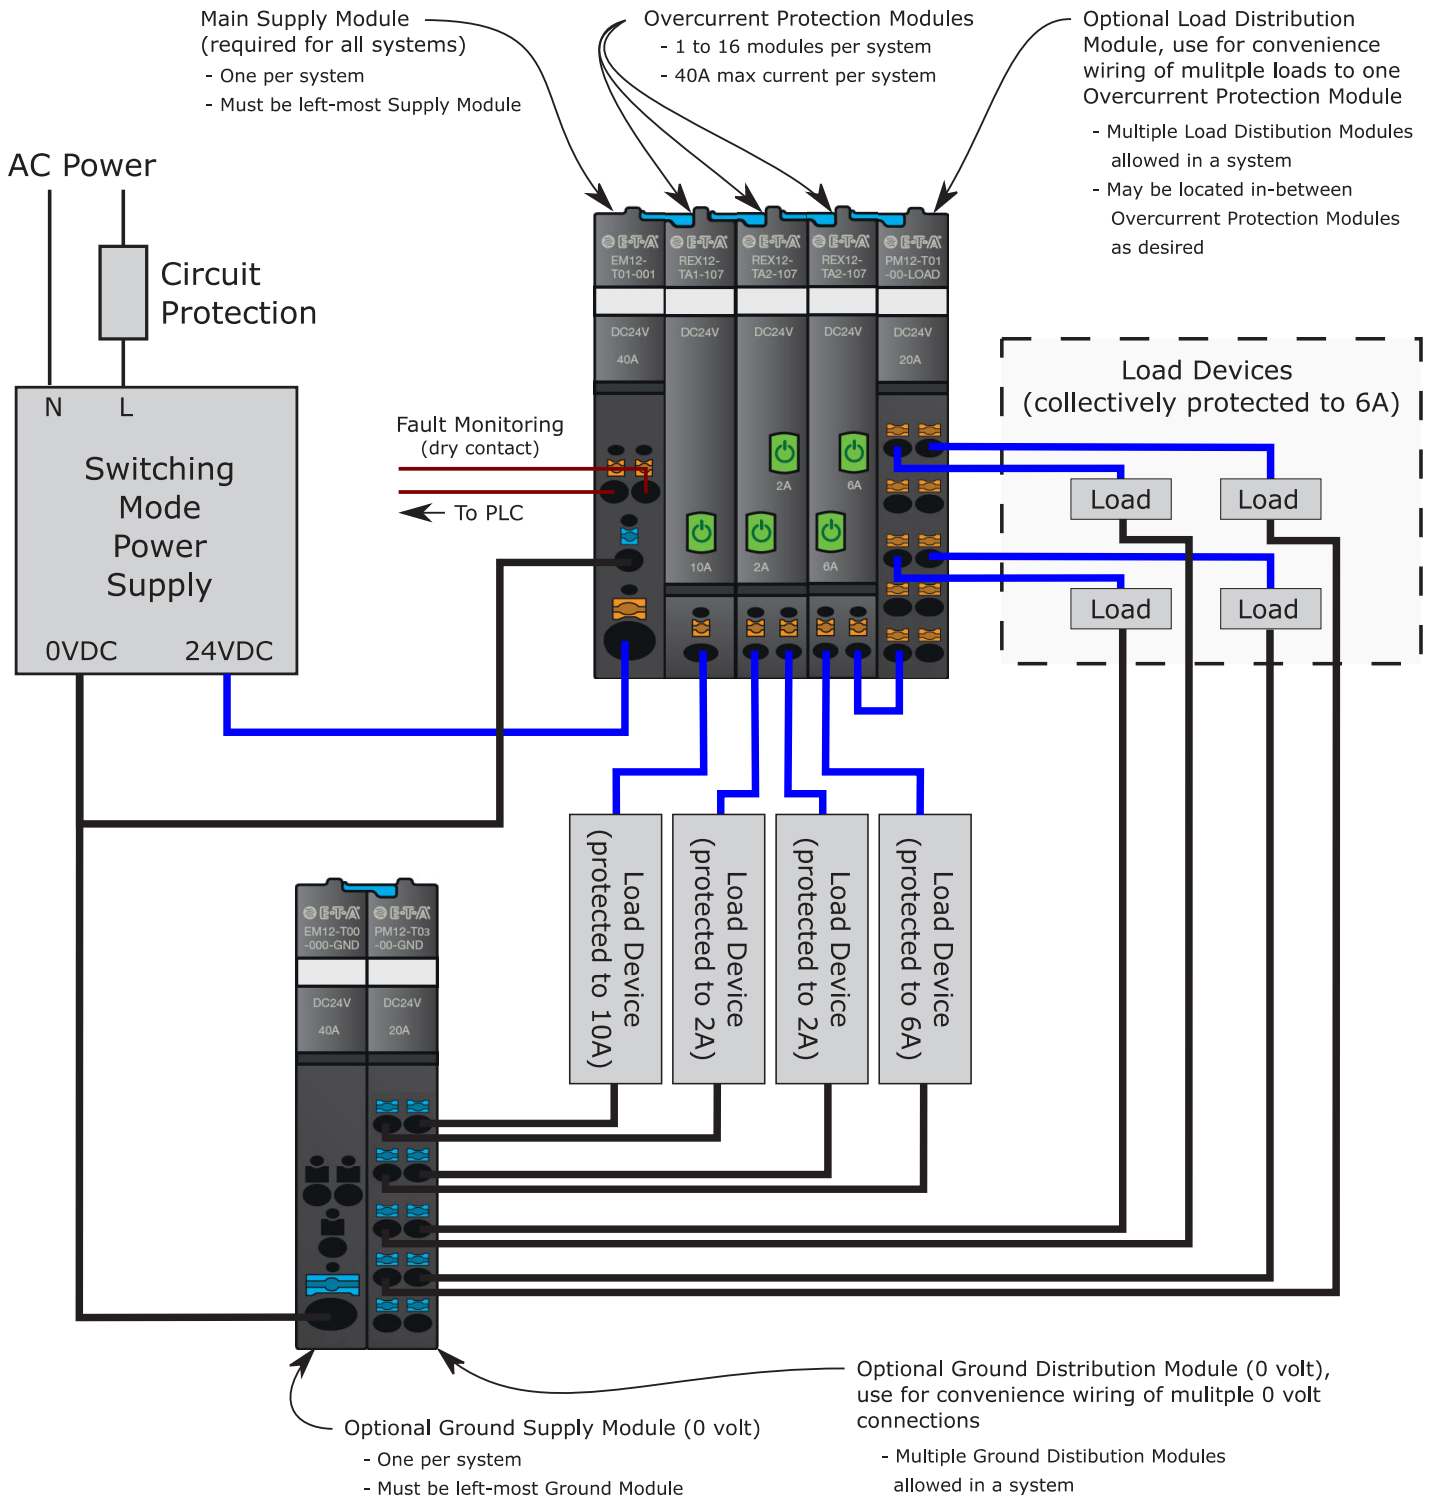 Main Supply Module
(required for all systems)
- One per system
- Must be left-most Supply Module
Overcurrent Protection Modules
- 1 to 16 modules per system
- 40A max current per system
Optional Load Distribution
Module, use for convenience
wiring of mulitple loads to one
Overcurrent Protection Module
- Multiple Load Distibution Modules
allowed in a system
- May be located in-between
Overcurrent Protection Modules
as desired
AC Power
Circuit
Protection
N L
Switching
Mode
Power
Supply
0VDC 24VDC
Fault Monitoring
(dry contact)
To PLC
E-T-A
EM12-
T01-001
DC24V
40A
E-T-A
REX12-
TA1-107
DC24V
10A
E-T-A
REX12-
TA2-107
DC24V
2A
2A
E-T-A
REX12-
TA2-107
DC24V
6A
6A
E-T-A
PM12-T01
-00-LOAD
DC24V
20A
Load Devices
(collectively protected to 6A)
Load
Load
Load
Load
Load Device
(protected to 10A)
Load Device
(protected to 2A)
Load Device
(protected to 2A)
Load Device
(protected to 6A)
E-T-A
EM12-T00
-000-GND
DC24V
40A
E-T-A
PM12-T03
-00-GND
DC24V
20A
Optional Ground Supply Module (0 volt)
- One per system
- Must be left-most Ground Module
Optional Ground Distribution Module (0 volt),
use for convenience wiring of mulitple 0 volt
connections
- Multiple Ground Distibution Modules
allowed in a system